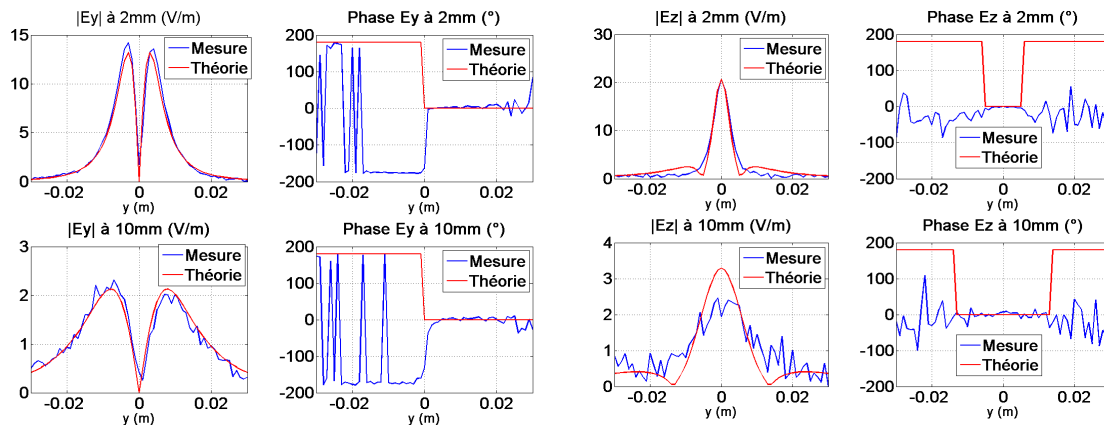 |Ey| à 2mm (V/m)
15
10
5
0
-0.02 0 0.02
y (m)
Mesure
Théorie
Phase Ey à 2mm (°)
200
100
0
-100
-200
-0.02 0 0.02
y (m)
Mesure
Théorie
|Ez| à 2mm (V/m)
30
20
10
0
-0.02 0 0.02
y (m)
Mesure
Théorie
Phase Ez à 2mm (°)
200
100
0
-100
-200
-0.02 0 0.02
y (m)
Mesure
Théorie
|Ey| à 10mm (V/m)
3
2
1
0
-0.02 0 0.02
y (m)
Mesure
Théorie
Phase Ey à 10mm (°)
200
100
0
-100
-200
-0.02 0 0.02
y (m)
Mesure
Théorie
|Ez| à 10mm (V/m)
4
3
2
1
0
-0.02 0 0.02
y (m)
Mesure
Théorie
Phase Ez à 10mm (°)
200
100
0
-100
-200
-0.02 0 0.02
y (m)
Mesure
Théorie